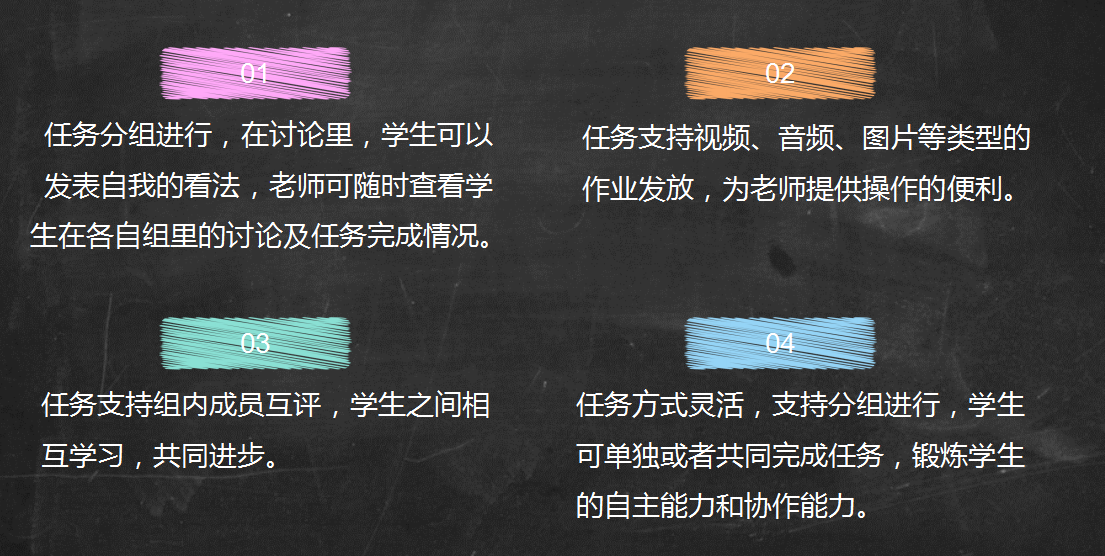 01
任务分组进行，在讨论里，学生可以
发表自我的看法，老师可随时查看学
生在各自组里的讨论及任务完成情况。
02
任务支持视频、音频、图片等类型的
作业发放，为老师提供操作的便利。
03
任务支持组内成员互评，学生之间相
互学习，共同进步。
04
任务方式灵活，支持分组进行，学生
可单独或者共同完成任务，锻炼学生
的自主能力和协作能力。